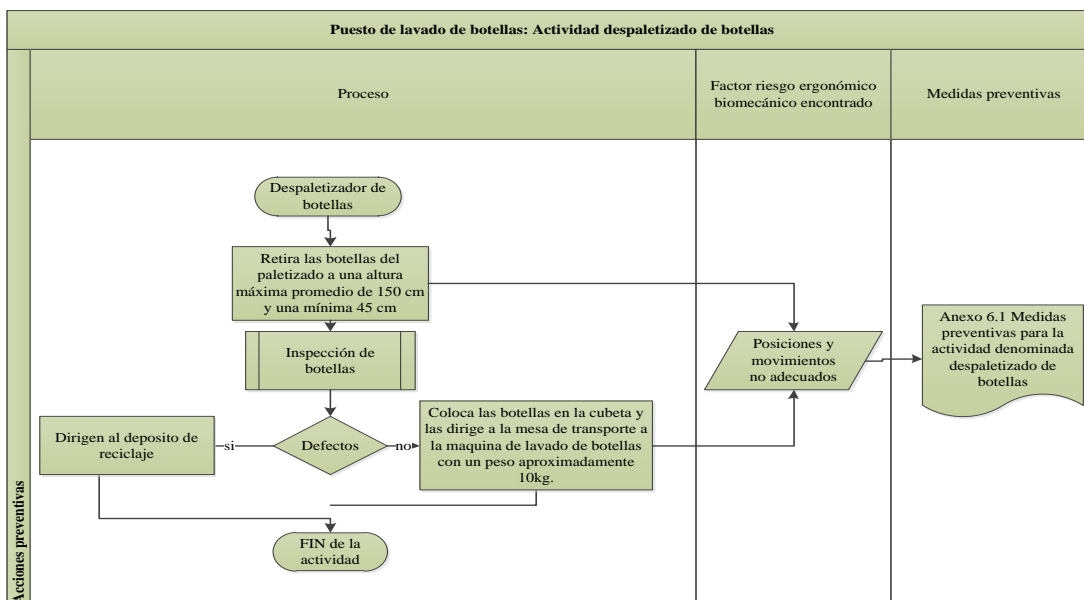 Puesto de lavado de botellas: Actividad despaletizado de botellas
Proceso
Factor riesgo ergonómico
biomecánico encontrado
Medidas preventivas
Acciones preventivas
Despaletizador de
botellas
Retira las botellas del
paletizado a una altura
máxima promedio de 150 cm
y una mínima 45 cm
Inspección de
botellas
Defectos
si
no
Dirigen al deposito de
reciclaje
Coloca las botellas en la cubeta y
las dirige a la mesa de transporte a
la maquina de lavado de botellas
con un peso aproximadamente
10kg.
FIN de la
actividad
Posiciones y
movimientos
no adecuados
Anexo 6.1 Medidas
preventivas para la
actividad denominada
despaletizado de
botellas